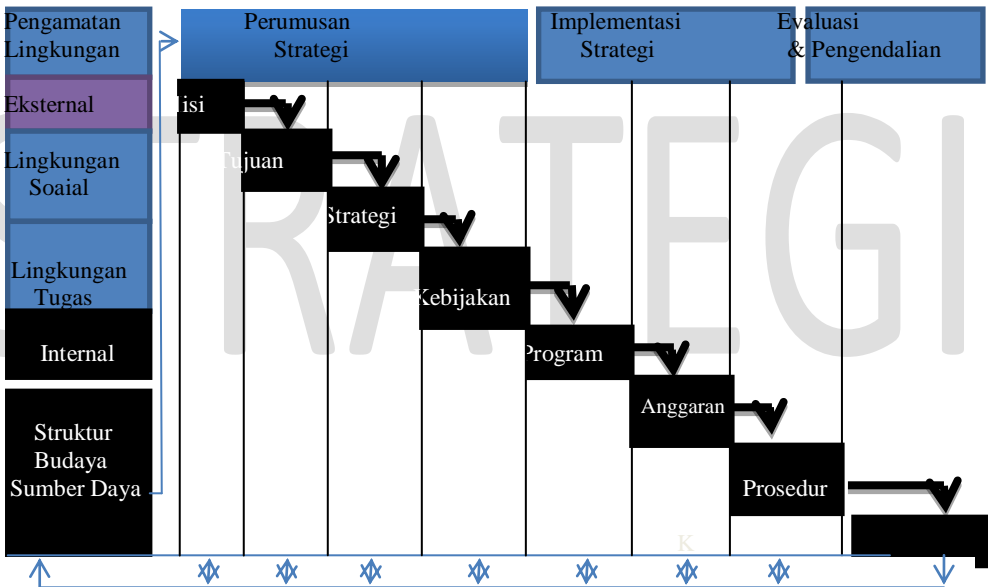 Pengamatan
Lingkungan
Perumusan
Strategi
Implementasi
Strategi
Evaluasi
& Pengendalian
Eksternal
Lingkungan
Soaial
Lingkungan
Tugas
Internal
Struktur
Budaya
Sumber Daya
isi
Tujuan
Strategi
Kebijakan
Program
Anggaran
Prosedur
K
STRATEGI